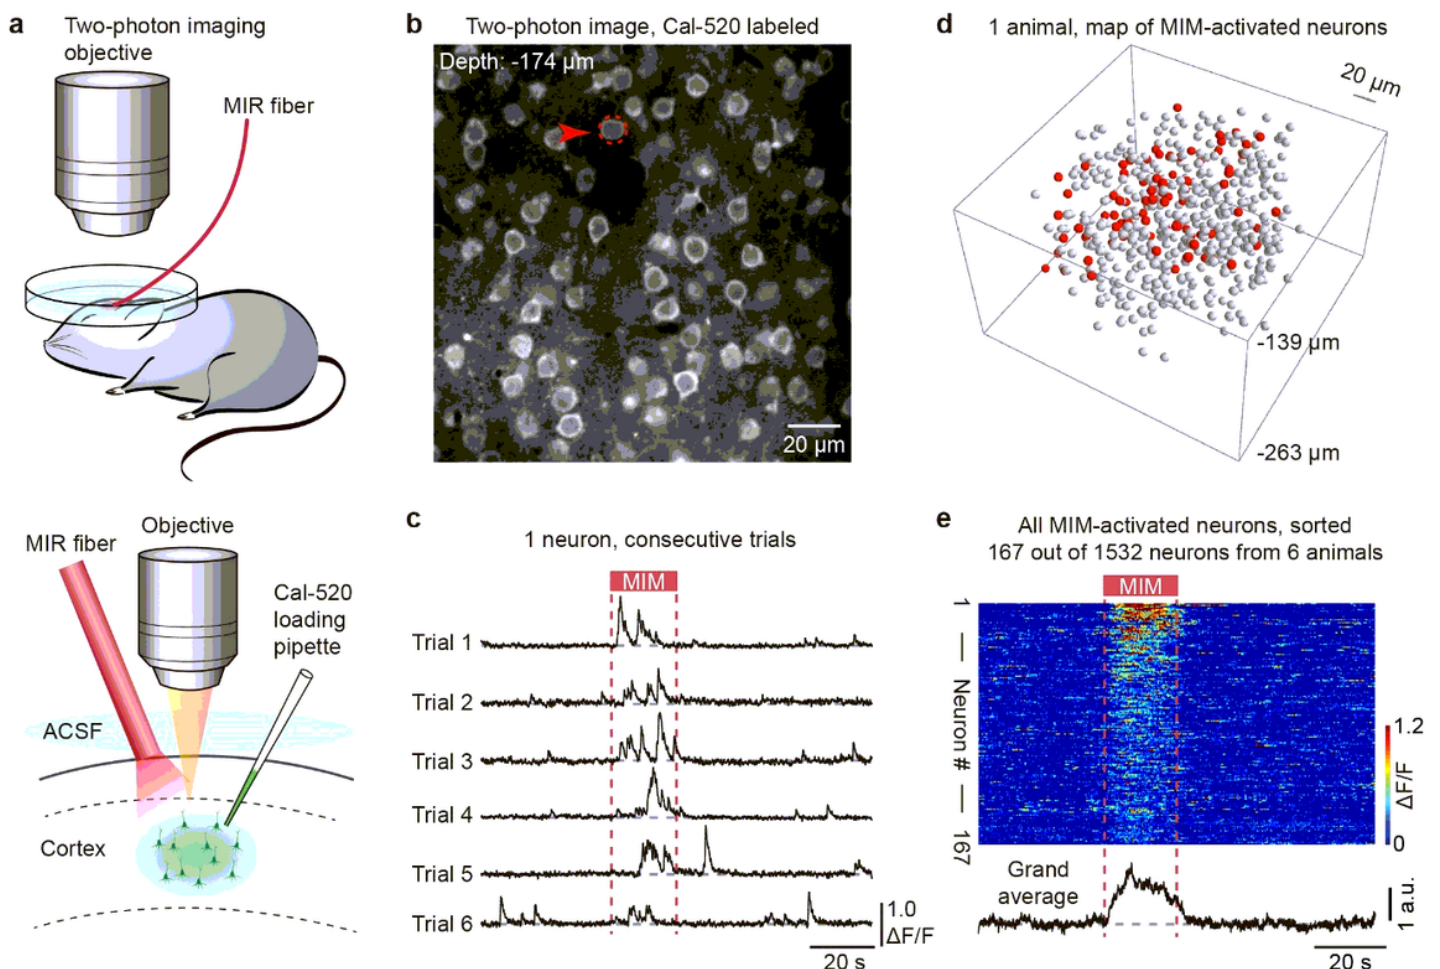 a
Two-photon imaging
objective
MIR fiber
MIR fiber
Objective
Cal-520
loading
pipette
ACSF
Cortex
b
Two-photon image, Cal-520 labeled
Depth: -174 µm
20 µm
c
1 neuron, consecutive trials
MIM
Trial 1
Trial 2
Trial 3
Trial 4
Trial 5
Trial 6
1.0
ΔF/F
20 s
d
1 animal, map of MIM-activated neurons
20 µm
-139 µm
-263 µm
e
All MIM-activated neurons, sorted
167 out of 1532 neurons from 6 animals
MIM
1 — Neuron # — 167
1.2
ΔF/F
0
Grand
average
1 a.u.
20 s